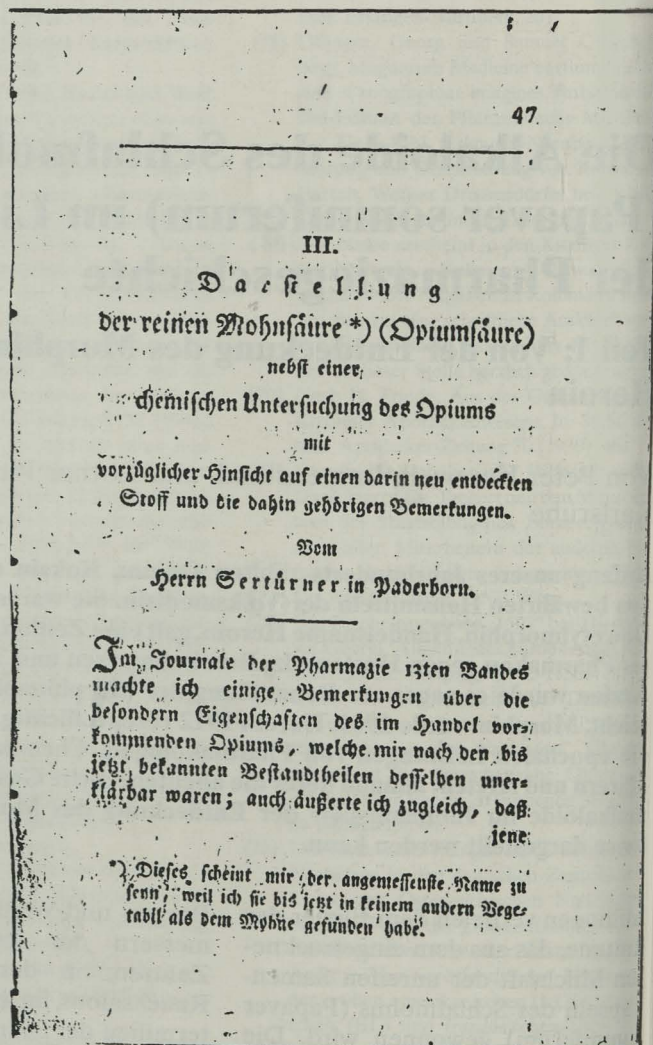 47
III.
Darstellung
der reinen Mohnsäure *) (Opiumsäure)
nebst einer
chemischen Untersuchung des Opiums
mit
vorzüglicher Hinsicht auf einen darin neu entdeckten
Stoff und die dahin gehörigen Bemerkungen.
Vom
Herrn Sertürner in Paderborn.
Im Journale der Pharmazie 13ten Bandes
machte ich einige Bemerkungen über die
besondern Eigenschaften des im Handel vor-
kommenden Opiums, welche mir nach den bis
jetzt bekannten Bestandtheilen desselben uner-
klärbar waren; auch äußerte ich zugleich, daß
jene
*) Dieses scheint mir der angemessenste Name zu
seyn, weil ich sie bis jetzt in keinem andern Vege-
tabil als dem Mohne gefunden habe.